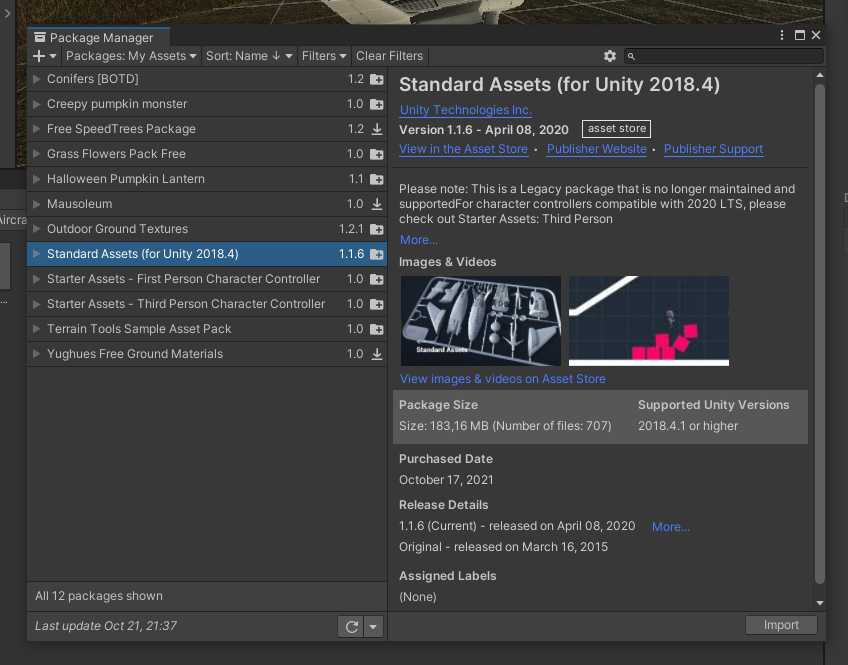 Package Manager
Packages: My Assets Sort: Name ↓ Filters Clear Filters
Conifers [BOTD] 1.2
Creepy pumpkin monster 1.0
Free SpeedTrees Package 1.2
Grass Flowers Pack Free 1.0
Halloween Pumpkin Lantern 1.1
Mausoleum 1.0
Outdoor Ground Textures 1.2.1
Standard Assets (for Unity 2018.4) 1.1.6
Starter Assets - First Person Character Controller 1.0
Starter Assets - Third Person Character Controller 1.0
Terrain Tools Sample Asset Pack 1.0
Yughues Free Ground Materials 1.0
All 12 packages shown
Last update Oct 21, 21:37
Standard Assets (for Unity 2018.4)
Unity Technologies Inc.
Version 1.1.6 - April 08, 2020 asset store
View in the Asset Store • Publisher Website • Publisher Support
Please note: This is a Legacy package that is no longer maintained and
supportedFor character controllers compatible with 2020 LTS, please
check out Starter Assets: Third Person
More...
Images & Videos
Standard Assets
View images & videos on Asset Store
Package Size Supported Unity Versions
Size: 183,16 MB (Number of files: 707) 2018.4.1 or higher
Purchased Date
October 17, 2021
Release Details
1.1.6 (Current) - released on April 08, 2020 More...
Original - released on March 16, 2015
Assigned Labels
(None)
Import